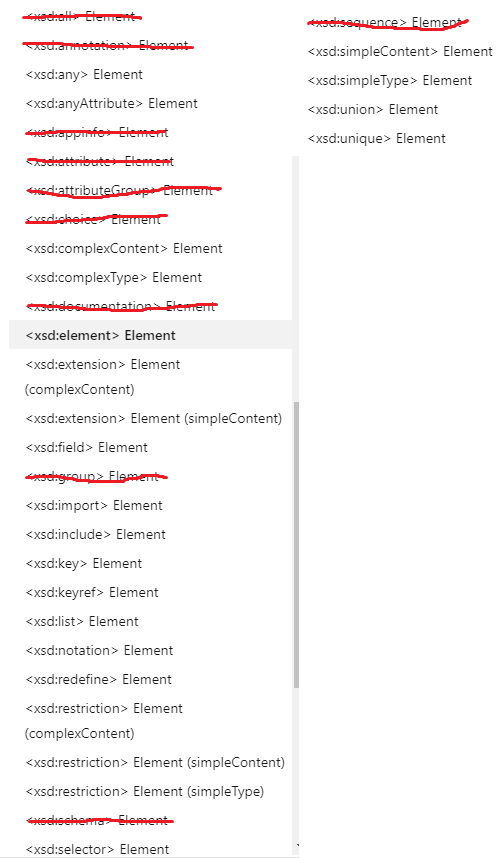 <xsd:all> Element
<xsd:annotation> Element
<xsd:any> Element
<xsd:anyAttribute> Element
<xsd:appinfo> Element
<xsd:attribute> Element
<xsd:attributeGroup> Element
<xsd:choice> Element
<xsd:complexContent> Element
<xsd:complexType> Element
<xsd:documentation> Element
<xsd:element> Element
<xsd:extension> Element
(complexContent)
<xsd:extension> Element (simpleContent)
<xsd:field> Element
<xsd:group> Element
<xsd:import> Element
<xsd:include> Element
<xsd:key> Element
<xsd:keyref> Element
<xsd:list> Element
<xsd:notation> Element
<xsd:redefine> Element
<xsd:restriction> Element
(complexContent)
<xsd:restriction> Element (simpleContent)
<xsd:restriction> Element (simpleType)
<xsd:schema> Element
<xsd:selector> Element
<xsd:sequence> Element
<xsd:simpleContent> Element
<xsd:simpleType> Element
<xsd:union> Element
<xsd:unique> Element